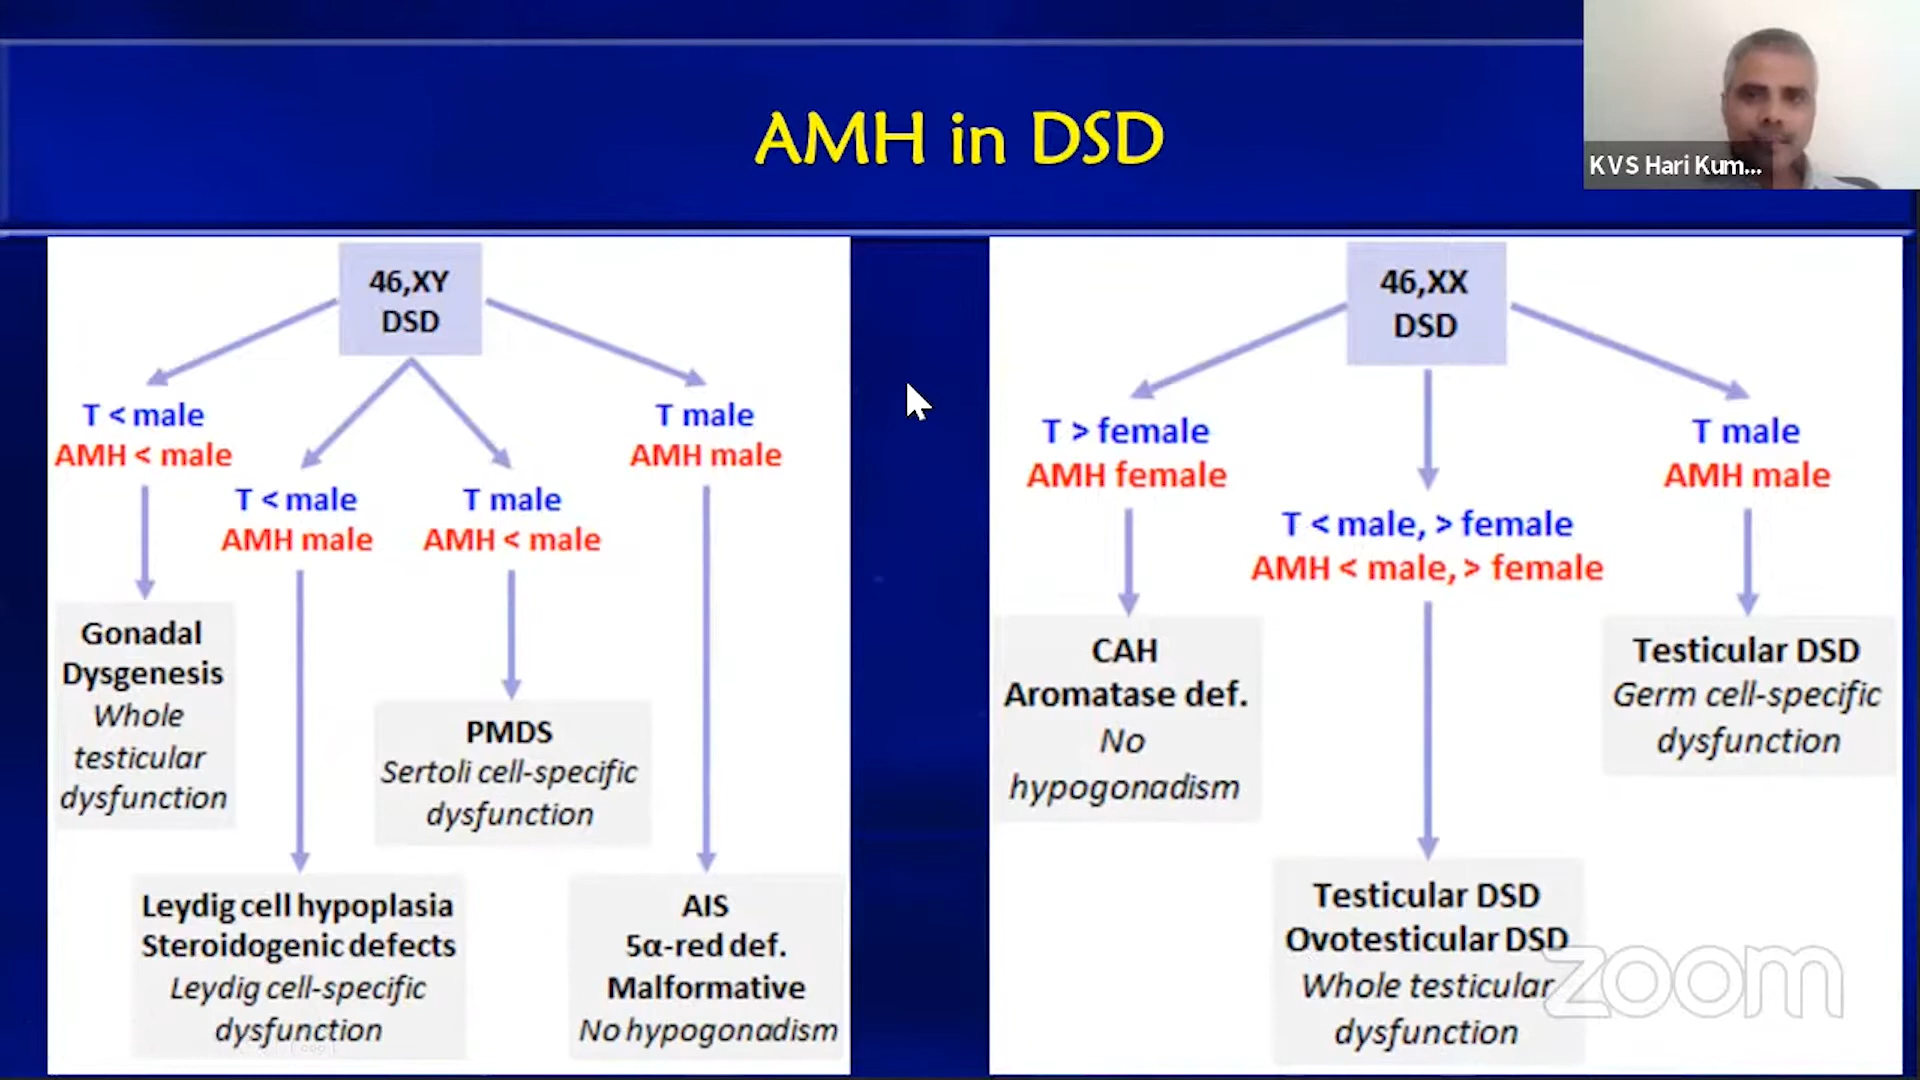 AMH in DSD
K V S Hari Kum...
46,XY
DSD
T < male
AMH < male
T < male
AMH male
T male
AMH < male
T male
AMH male
Gonadal
Dysgenesis
Whole
testicular
dysfunction
Leydig cell hypoplasia
Steroidogenic defects
Leydig cell-specific
dysfunction
PMDS
Sertoli cell-specific
dysfunction
AIS
5α-red def.
Malformative
No hypogonadism
46,XX
DSD
T > female
AMH female
T < male, > female
AMH < male, > female
T male
AMH male
CAH
Aromatase def.
No
hypogonadism
Testicular DSD
Ovotesticular DSD
Whole testicular
dysfunction
Testicular DSD
Germ cell-specific
dysfunction
zoom